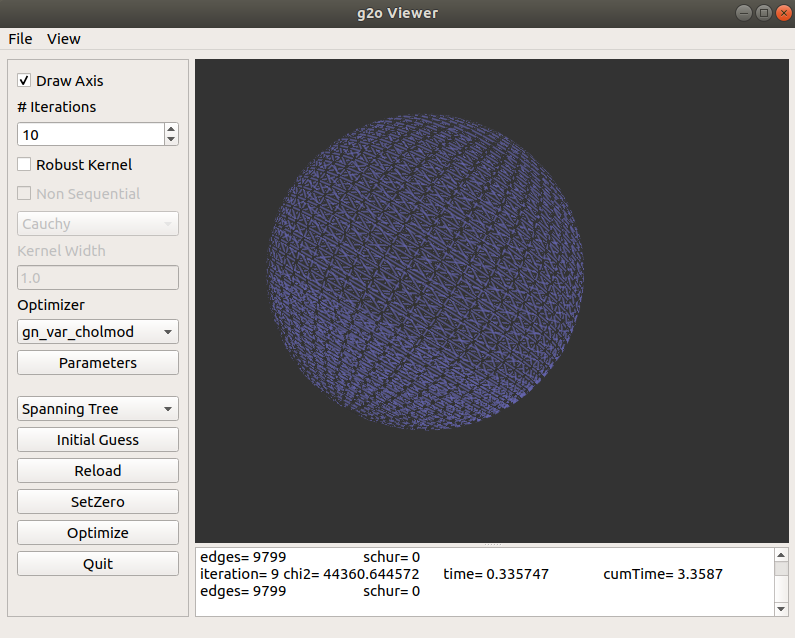 g2o Viewer
File View
Draw Axis
# Iterations
10
Robust Kernel
Non Sequential
Cauchy
Kernel Width
1.0
Optimizer
gn_var_cholmod
Parameters
Spanning Tree
Initial Guess
Reload
SetZero
Optimize
Quit
edges= 9799 schur= 0
iteration= 9 chi2= 44360.644572 time= 0.335747 cumTime= 3.3587
edges= 9799 schur= 0